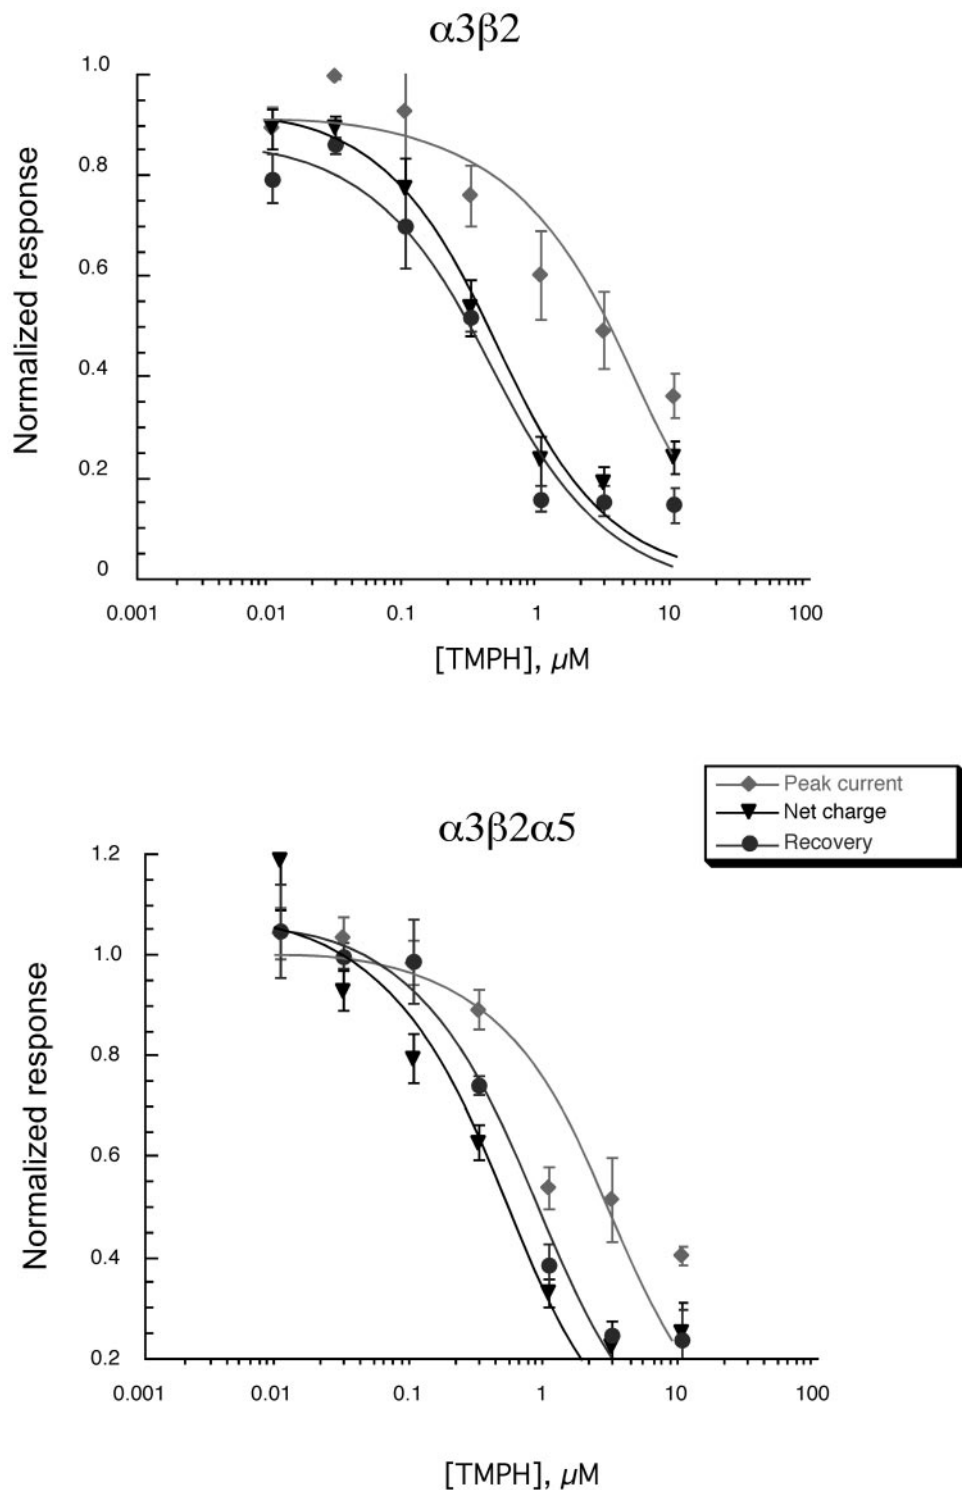 α3β2
1.0
0.8
0.6
0.4
0.2
0
Normalized response
0.001 0.01 0.1 1 10 100
[TMPH], µM
Peak current
Net charge
Recovery
α3β2α5
1.2
1.0
0.8
0.6
0.4
0.2
Normalized response
0.001 0.01 0.1 1 10 100
[TMPH], µM